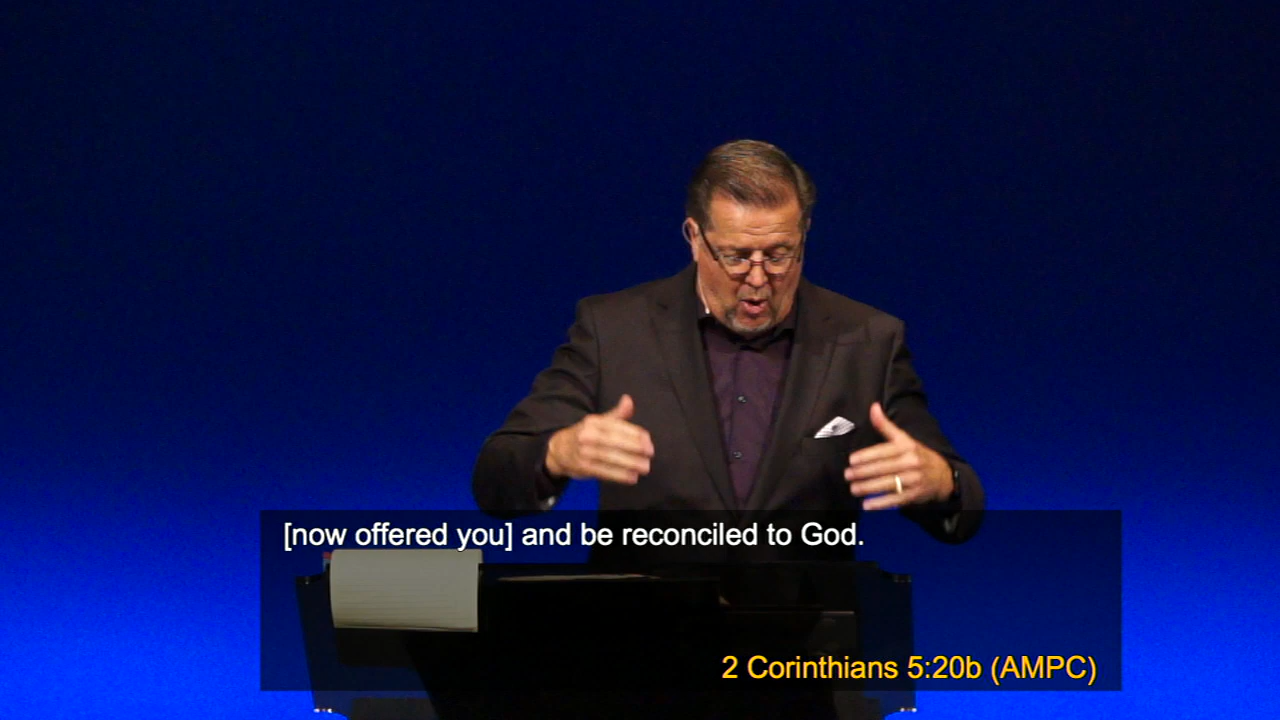 [now offered you] and be reconciled to God.
2 Corinthians 5:20b (AMPC)